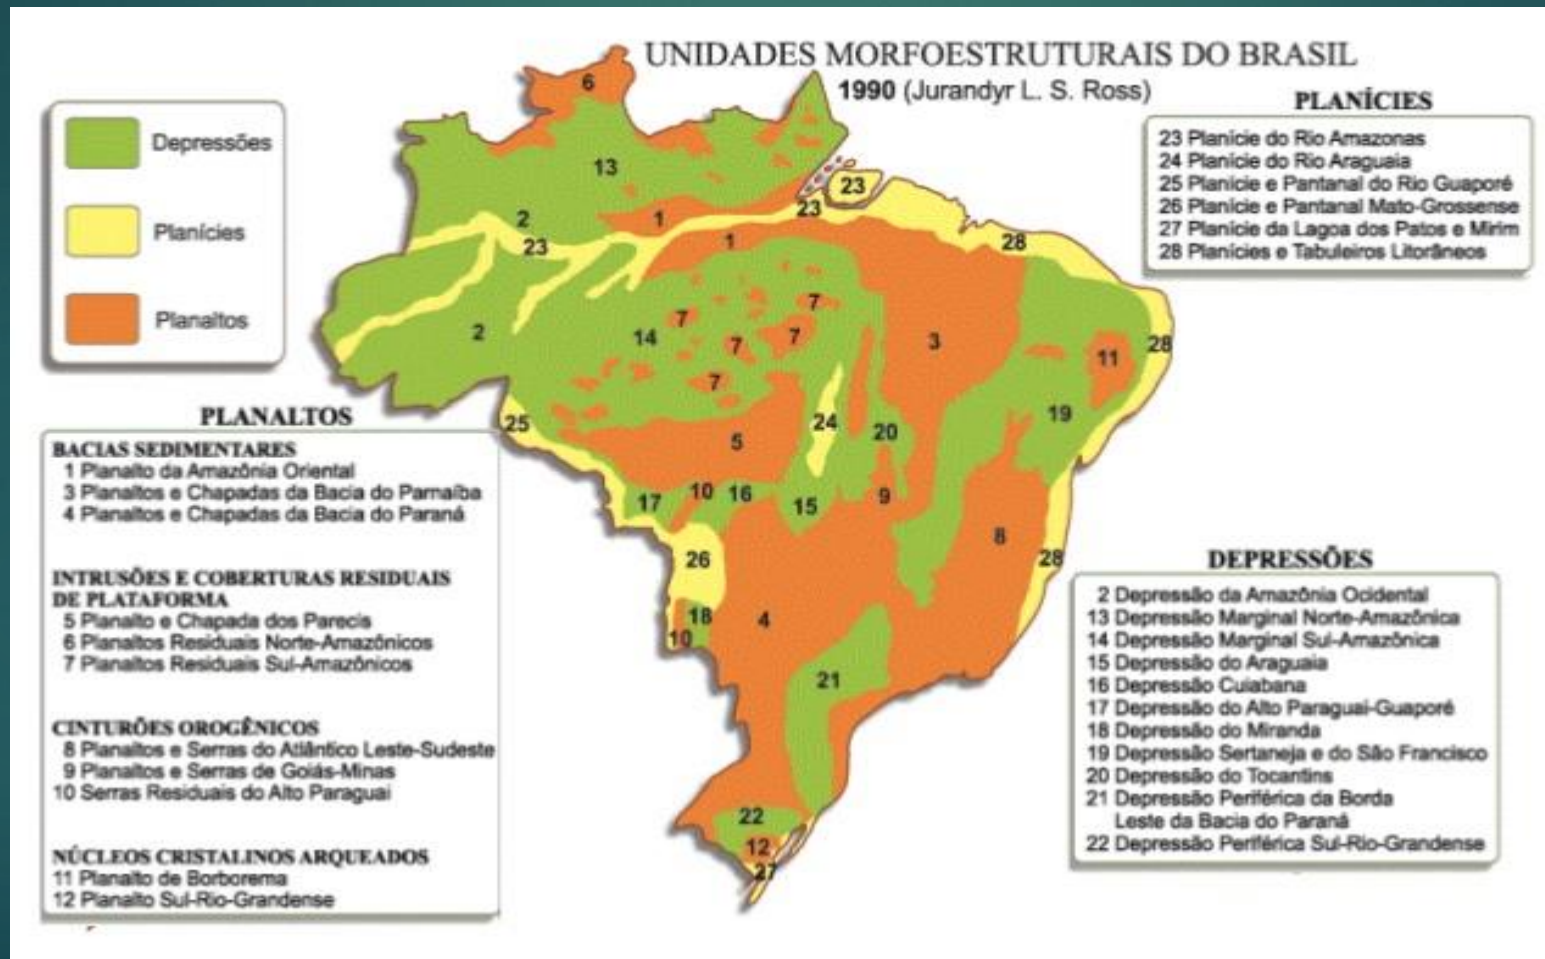 UNIDADES MORFOESTRUTURAIS DO BRASIL
1990 (Jurandyr L. S. Ross)
Depressões
Planícies
Planaltos
PLANÍCIES
23 Planície do Rio Amazonas
24 Planície do Rio Araguaia
25 Planície e Pantanal do Rio Guaporé
26 Planície e Pantanal Mato-Grossense
27 Planície da Lagoa dos Patos e Mirim
28 Planícies e Tabuleiros Litorâneos
PLANALTOS
BACIAS SEDIMENTARES
1 Planalto da Amazônia Oriental
3 Planaltos e Chapadas da Bacia do Parnaíba
4 Planaltos e Chapadas da Bacia do Paraná
INTRUSÕES E COBERTURAS RESIDUAIS
DE PLATAFORMA
5 Planalto e Chapada dos Parecis
6 Planaltos Residuais Norte-Amazônicos
7 Planaltos Residuais Sul-Amazônicos
CINTURÕES OROGÊNICOS
8 Planaltos e Serras do Atlântico Leste-Sudeste
9 Planaltos e Serras de Goiás-Minas
10 Serras Residuais do Alto Paraguai
NÚCLEOS CRISTALINOS ARQUEADOS
11 Planalto de Borborema
12 Planalto Sul-Rio-Grandense
DEPRESSÕES
2 Depressão da Amazônia Ocidental
13 Depressão Marginal Norte-Amazônica
14 Depressão Marginal Sul-Amazônica
15 Depressão do Araguaia
16 Depressão Cuiabana
17 Depressão do Alto Paraguai-Guaporé
18 Depressão do Miranda
19 Depressão Sertaneja e do São Francisco
20 Depressão do Tocantins
21 Depressão Periférica da Borda
Leste da Bacia do Paraná
22 Depressão Periférica Sul-Rio-Grandense
6
13
23
2
1
23
23
1
28
2
14
7
7
7
7
7
3
11
28
25
5
24
20
19
17
10
16
15
9
8
26
28
18
10
4
21
22
12
27